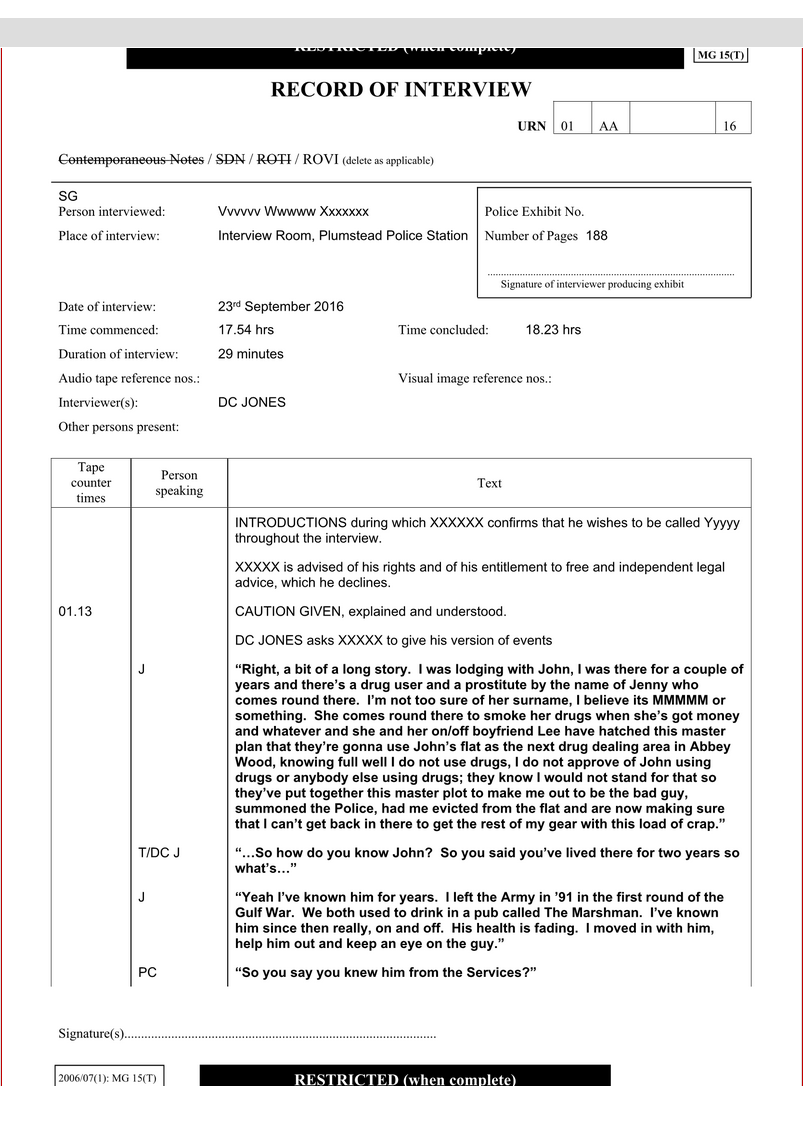 RESTRICTED (when complete)
MG 15(T)
RECORD OF INTERVIEW
URN 01 AA 16
Contemporaneous Notes / SDN / ROTI / ROVI (delete as applicable)
SG
Person interviewed: Vvvvvv Wwwww Xxxxxxx
Police Exhibit No.
Place of interview: Interview Room, Plumstead Police Station
Number of Pages 188
Signature of interviewer producing exhibit
Date of interview: 23rd September 2016
Time commenced: 17.54 hrs Time concluded: 18.23 hrs
Duration of interview: 29 minutes
Audio tape reference nos.: Visual image reference nos.:
Interviewer(s): DC JONES
Other persons present:
Tape counter times Person speaking Text
INTRODUCTIONS during which XXXXXX confirms that he wishes to be called Yyyyy
throughout the interview.
XXXXX is advised of his rights and of his entitlement to free and independent legal
advice, which he declines.
01.13 CAUTION GIVEN, explained and understood.
DC JONES asks XXXXX to give his version of events
J “Right, a bit of a long story. I was lodging with John, I was there for a couple of
years and there’s a drug user and a prostitute by the name of Jenny who
comes round there. I’m not too sure of her surname, I believe its MMMMM or
something. She comes round there to smoke her drugs when she’s got money
and whatever and she and her on/off boyfriend Lee have hatched this master
plan that they’re gonna use John’s flat as the next drug dealing area in Abbey
Wood, knowing full well I do not use drugs, I do not approve of John using
drugs or anybody else using drugs; they know I would not stand for that so
they’ve put together this master plot to make me out to be the bad guy,
summoned the Police, had me evicted from the flat and are now making sure
that I can’t get back in there to get the rest of my gear with this load of crap.”
T/DC J “…So how do you know John? So you said you’ve lived there for two years so
what’s…”
J “Yeah I’ve known him for years. I left the Army in ’91 in the first round of the
Gulf War. We both used to drink in a pub called The Marshman. I’ve known
him since then really, on and off. His health is fading. I moved in with him,
help him out and keep an eye on the guy.”
PC “So you say you knew him from the Services?”
Signature(s)..............................................................................................
2006/07(1): MG 15(T)
RESTRICTED (when complete)